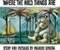 WHERE THE WILD THINGS ARE
STORY AND PICTURES BY MAURICE SENDAK